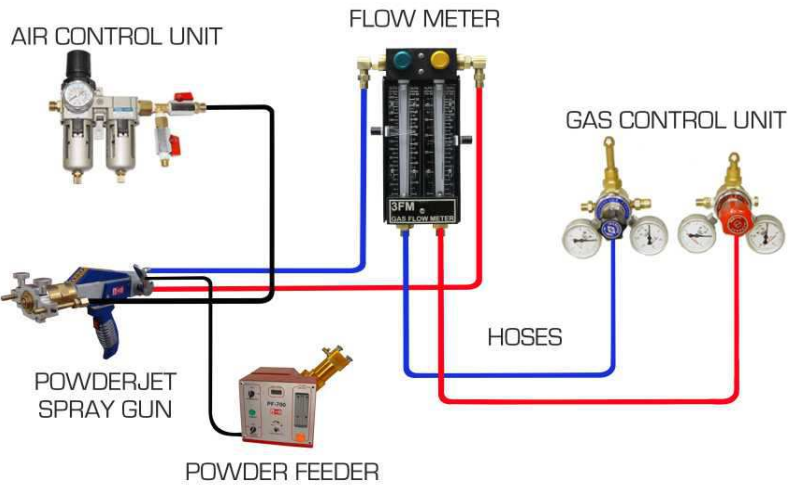 FLOW METER
AIR CONTROL UNIT
GAS CONTROL UNIT
3FM
GAS FLOW METER
HOSES
POWDERJET
SPRAY GUN
PF-700
POWDER FEEDER